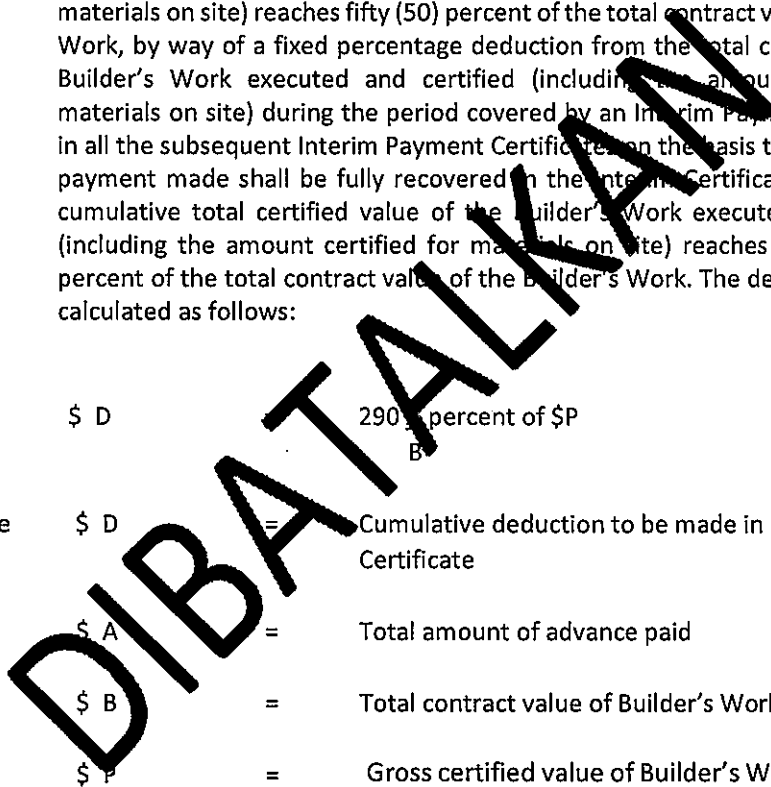 materials on site) reaches fifty (50) percent of the total contract v
Work, by way of a fixed percentage deduction from the total c
Builder's Work executed and certified (including the amou
materials on site) during the period covered by an Interim Paym
in all the subsequent Interim Payment Certificates on the basis t
payment made shall be fully recovered in the Interim Certifica
cumulative total certified value of the Builder's Work execute
(including the amount certified for materials on site) reaches
percent of the total contract value of the Builder's Work. The de
calculated as follows:
$ D 290 percent of $P
B
e $ D = Cumulative deduction to be made in
Certificate
$ A = Total amount of advance paid
$ B = Total contract value of Builder's Work
$ P = Gross certified value of Builder's W
DIBATALKAN